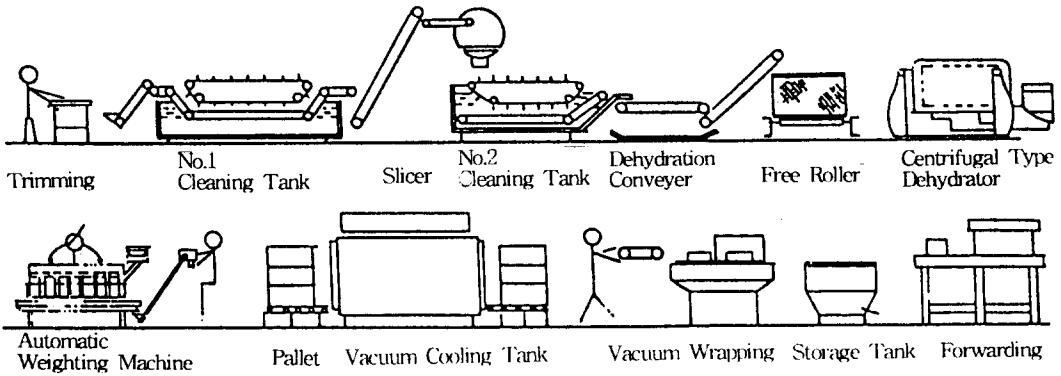 Trimming
No.1
Cleaning Tank
Slicer
No.2
Cleaning Tank
Dehydration
Conveyer
Free Roller
Centrifugal Type
Dehydrator
Automatic
Weighting Machine
Pallet
Vacuum Cooling Tank
Vacuum Wrapping
Storage Tank
Forwarding